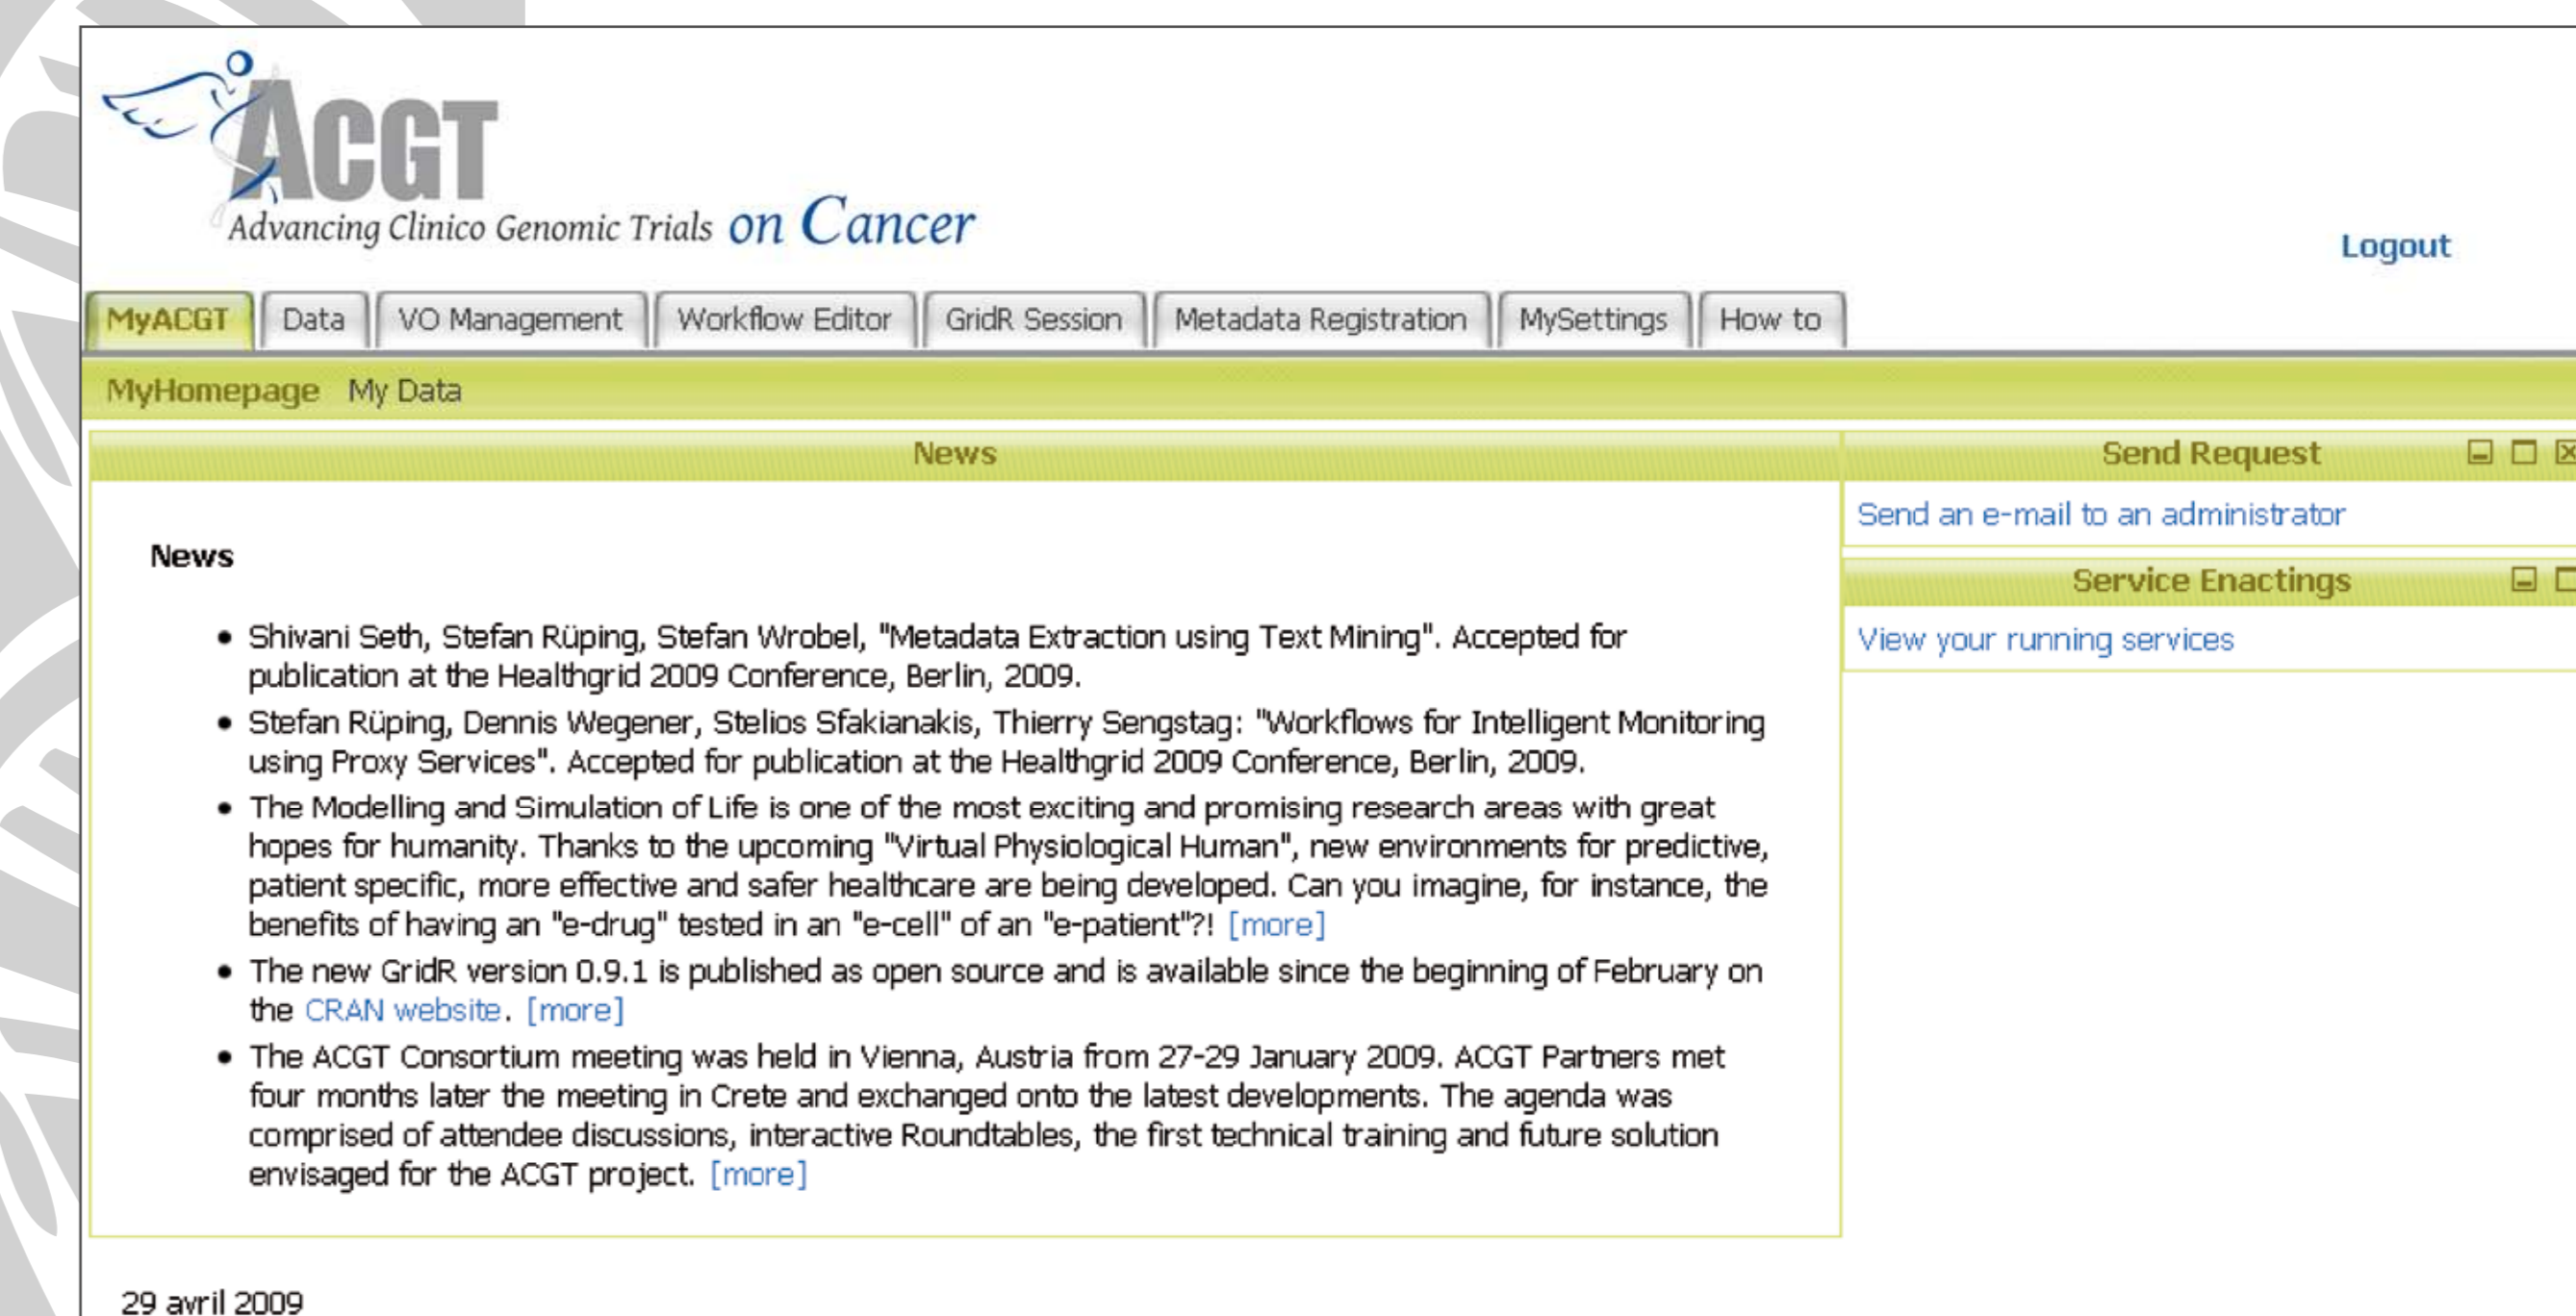 ACGT
Advancing Clinico Genomic Trials on Cancer
Logout
MyACGT Data VO Management Workflow Editor GridR Session Metadata Registration MySettings How to
MyHomepage My Data
News
Send Request
Send an e-mail to an administrator
Service Enactings
View your running services
News
• Shivani Seth, Stefan Rüping, Stefan Wrobel, "Metadata Extraction using Text Mining". Accepted for
publication at the Healthgrid 2009 Conference, Berlin, 2009.
• Stefan Rüping, Dennis Wegener, Stelios Sfakianakis, Thierry Sengstag: "Workflows for Intelligent Monitoring
using Proxy Services". Accepted for publication at the Healthgrid 2009 Conference, Berlin, 2009.
• The Modelling and Simulation of Life is one of the most exciting and promising research areas with great
hopes for humanity. Thanks to the upcoming "Virtual Physiological Human", new environments for predictive,
patient specific, more effective and safer healthcare are being developed. Can you imagine, for instance, the
benefits of having an "e-drug" tested in an "e-cell" of an "e-patient"?! [more]
• The new GridR version 0.9.1 is published as open source and is available since the beginning of February on
the CRAN website. [more]
• The ACGT Consortium meeting was held in Vienna, Austria from 27-29 January 2009. ACGT Partners met
four months later the meeting in Crete and exchanged onto the latest developments. The agenda was
comprised of attendee discussions, interactive Roundtables, the first technical training and future solution
envisaged for the ACGT project. [more]
29 avril 2009